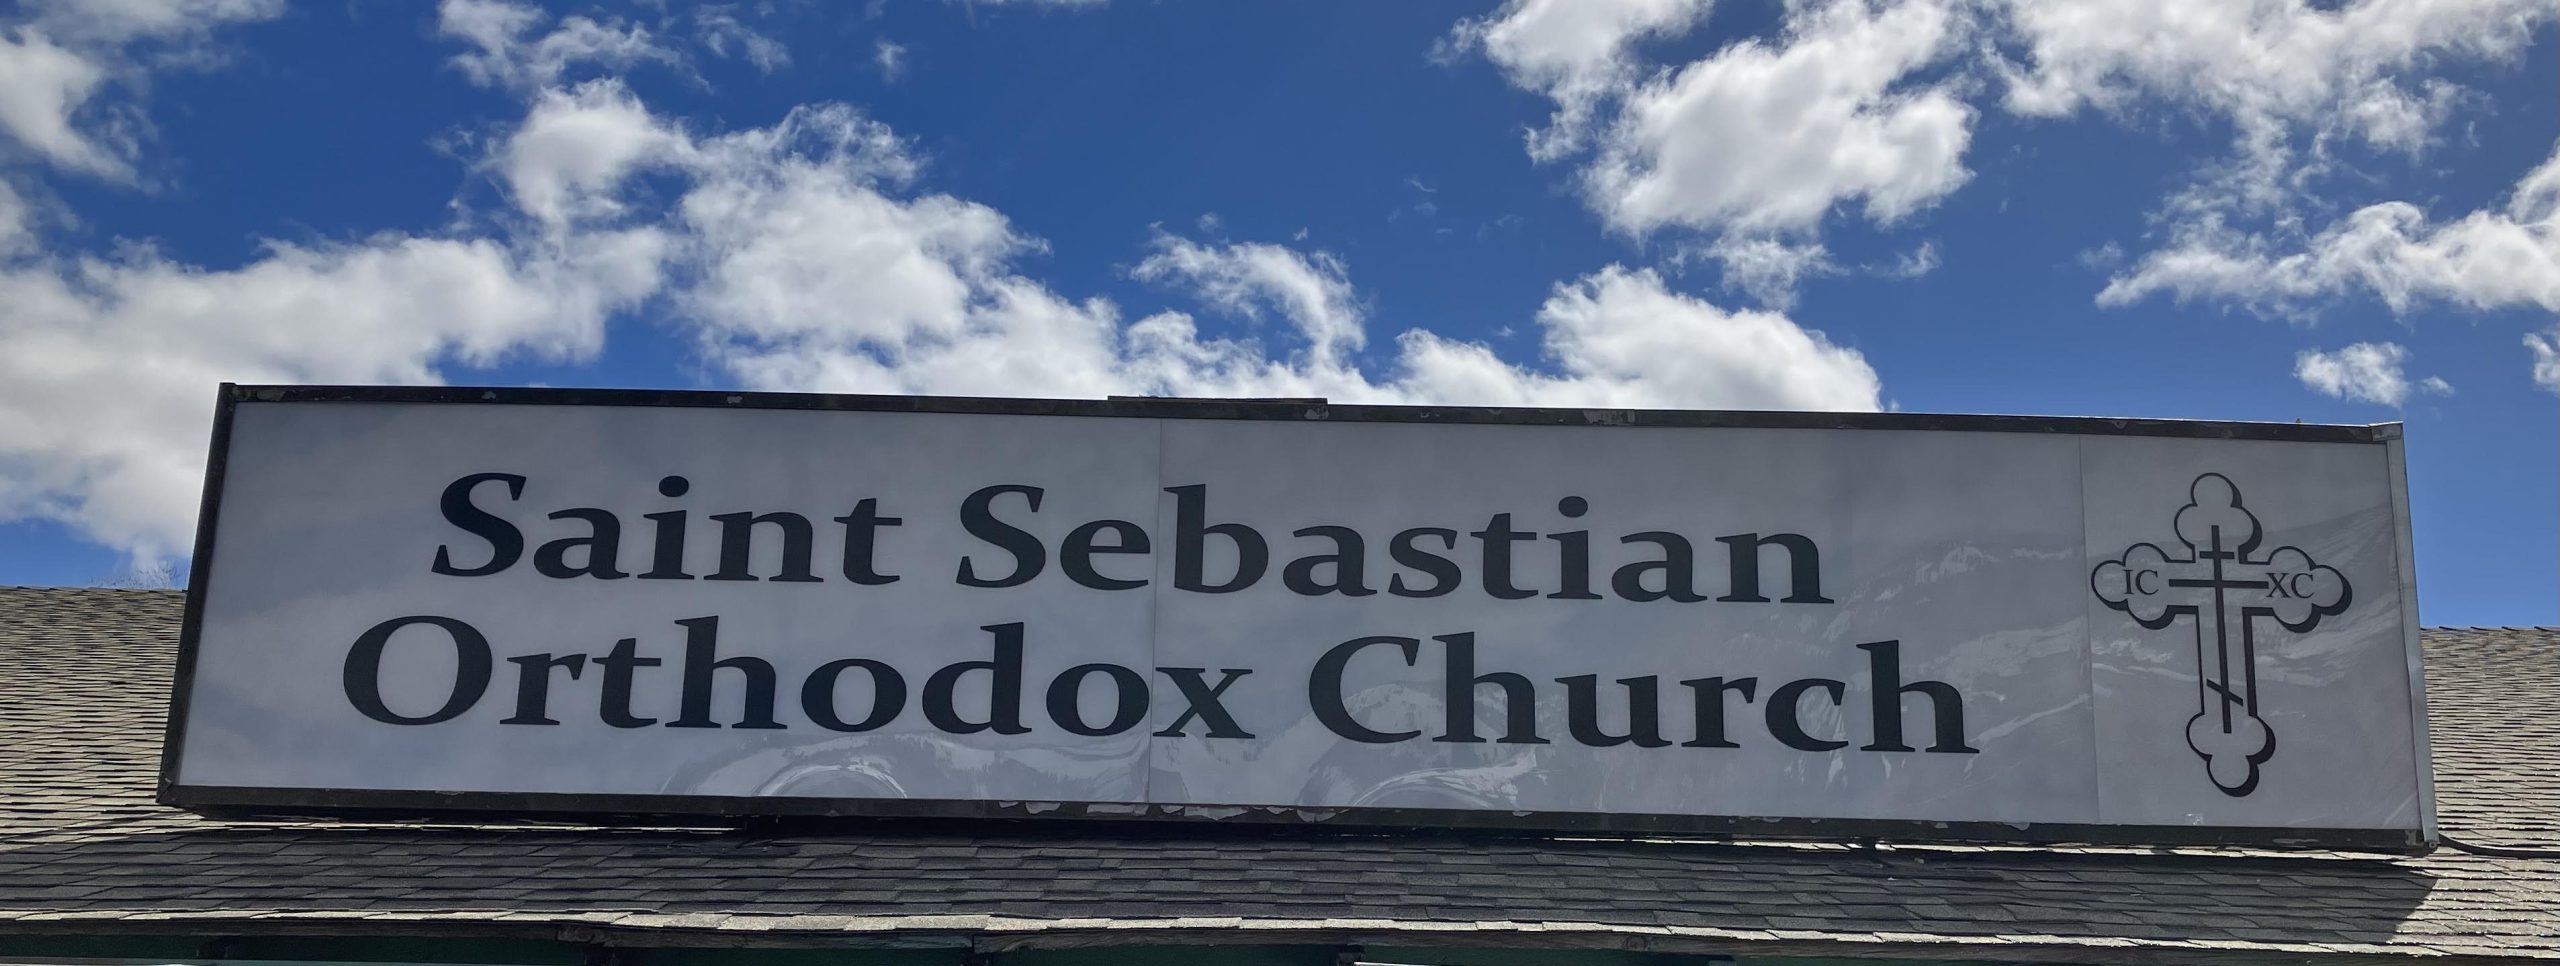 Saint Sebastian
Orthodox Church
IC XC